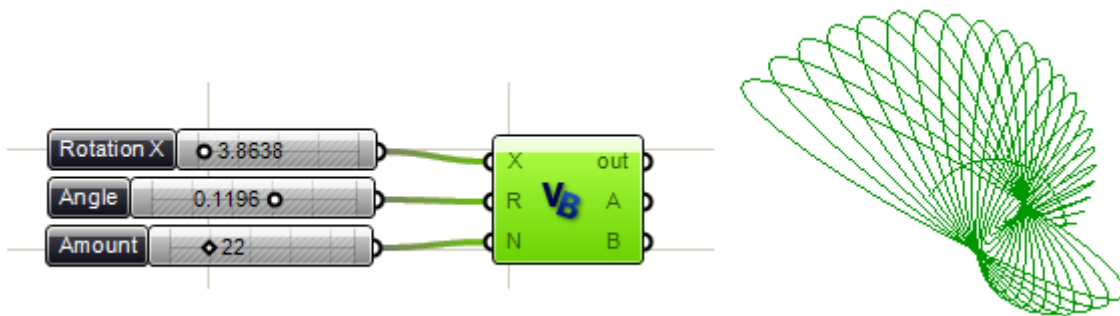 Rotation X 3.8638
Angle 0.1196
Amount 22
X out
R VB A
N B